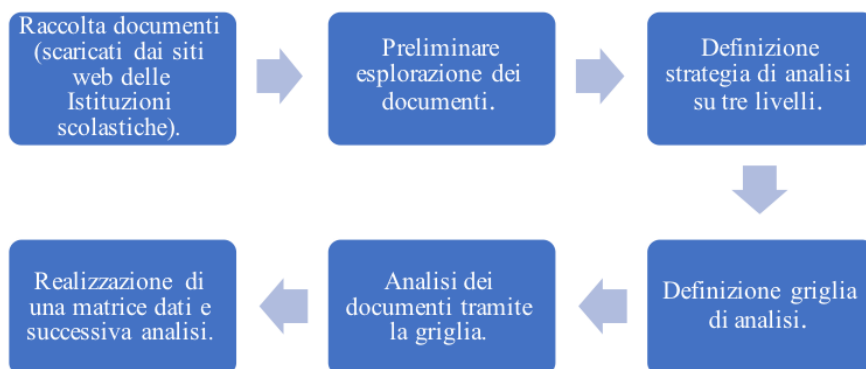 Raccolta documenti
(scaricati dai siti
web delle
Istituzioni
scolastiche).
Preliminare
esplorazione dei
documenti.
Definizione
strategia di analisi
su tre livelli.
Definizione griglia
di analisi.
Analisi dei
documenti tramite
la griglia.
Realizzazione di
una matrice dati e
successiva analisi.